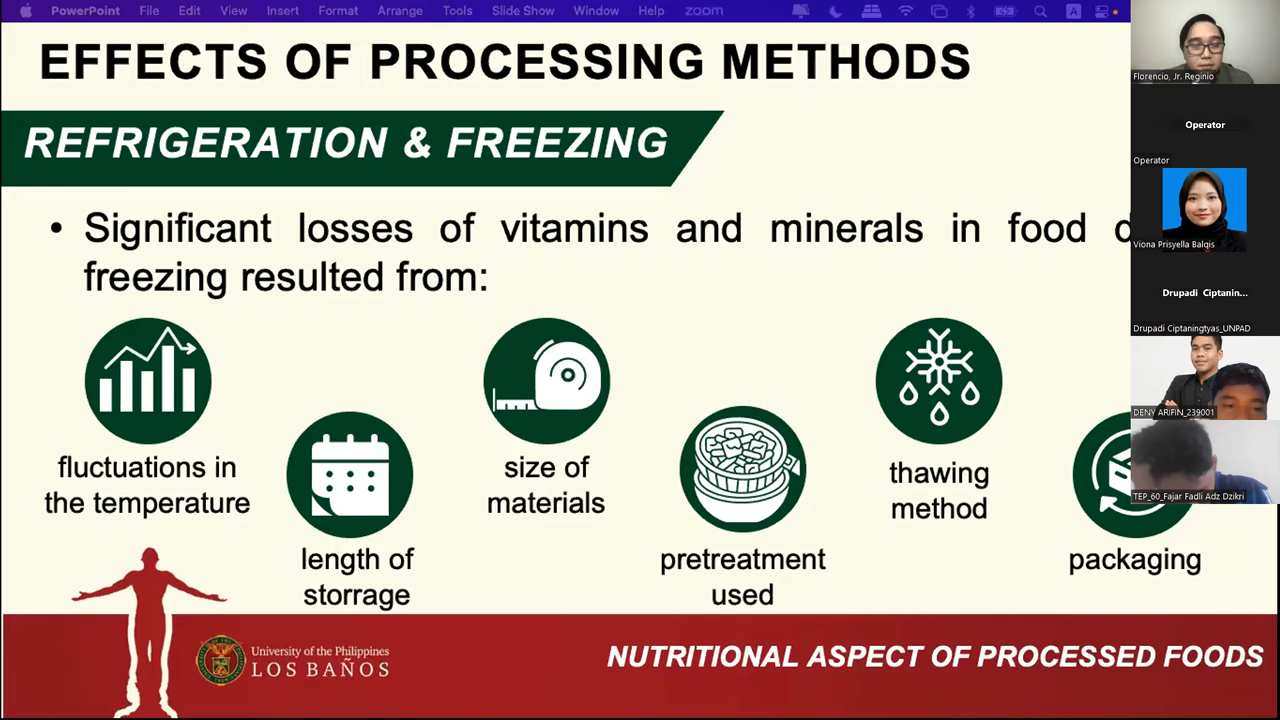 PowerPoint File Edit View Insert Format Arrange Tools Slide Show Window Help zoom
EFFECTS OF PROCESSING METHODS
REFRIGERATION & FREEZING
• Significant losses of vitamins and minerals in food
freezing resulted from:
fluctuations in
the temperature
length of
storrage
size of
materials
pretreatment
used
thawing
method
packaging
University of the Philippines
LOS BAÑOS
NUTRITIONAL ASPECT OF PROCESSED FOODS
Florencio, Jr. Reginio
Operator
Operator
Viona Prisyella Balqis
Drupadi Ciptanin...
Drupadi Ciptaningtyas_UNPAD
DENY ARIFIN_239001
TEP_60_Fajar Fadli Adz Dzikri